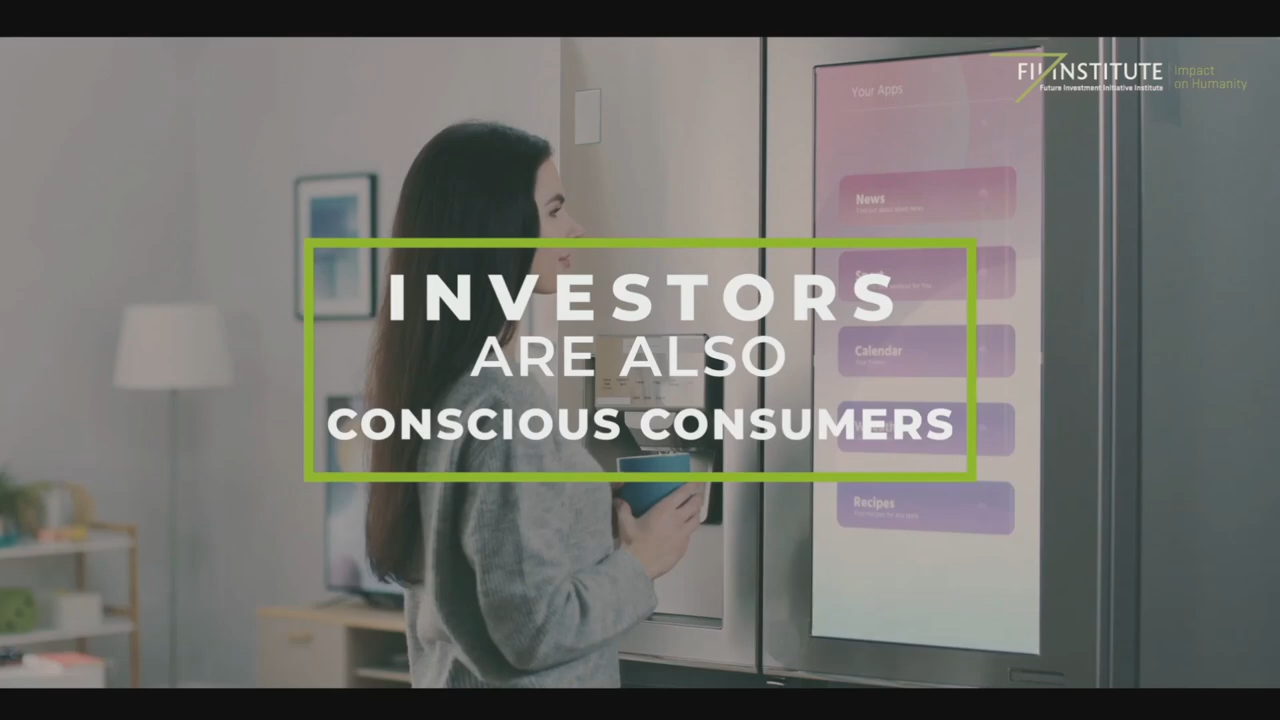 FII INSTITUTE
Future Investment Initiative Institute
Impact
on Humanity
Your Apps
News
INVESTORS
ARE ALSO
CONSCIOUS CONSUMERS
Calendar
Recipes